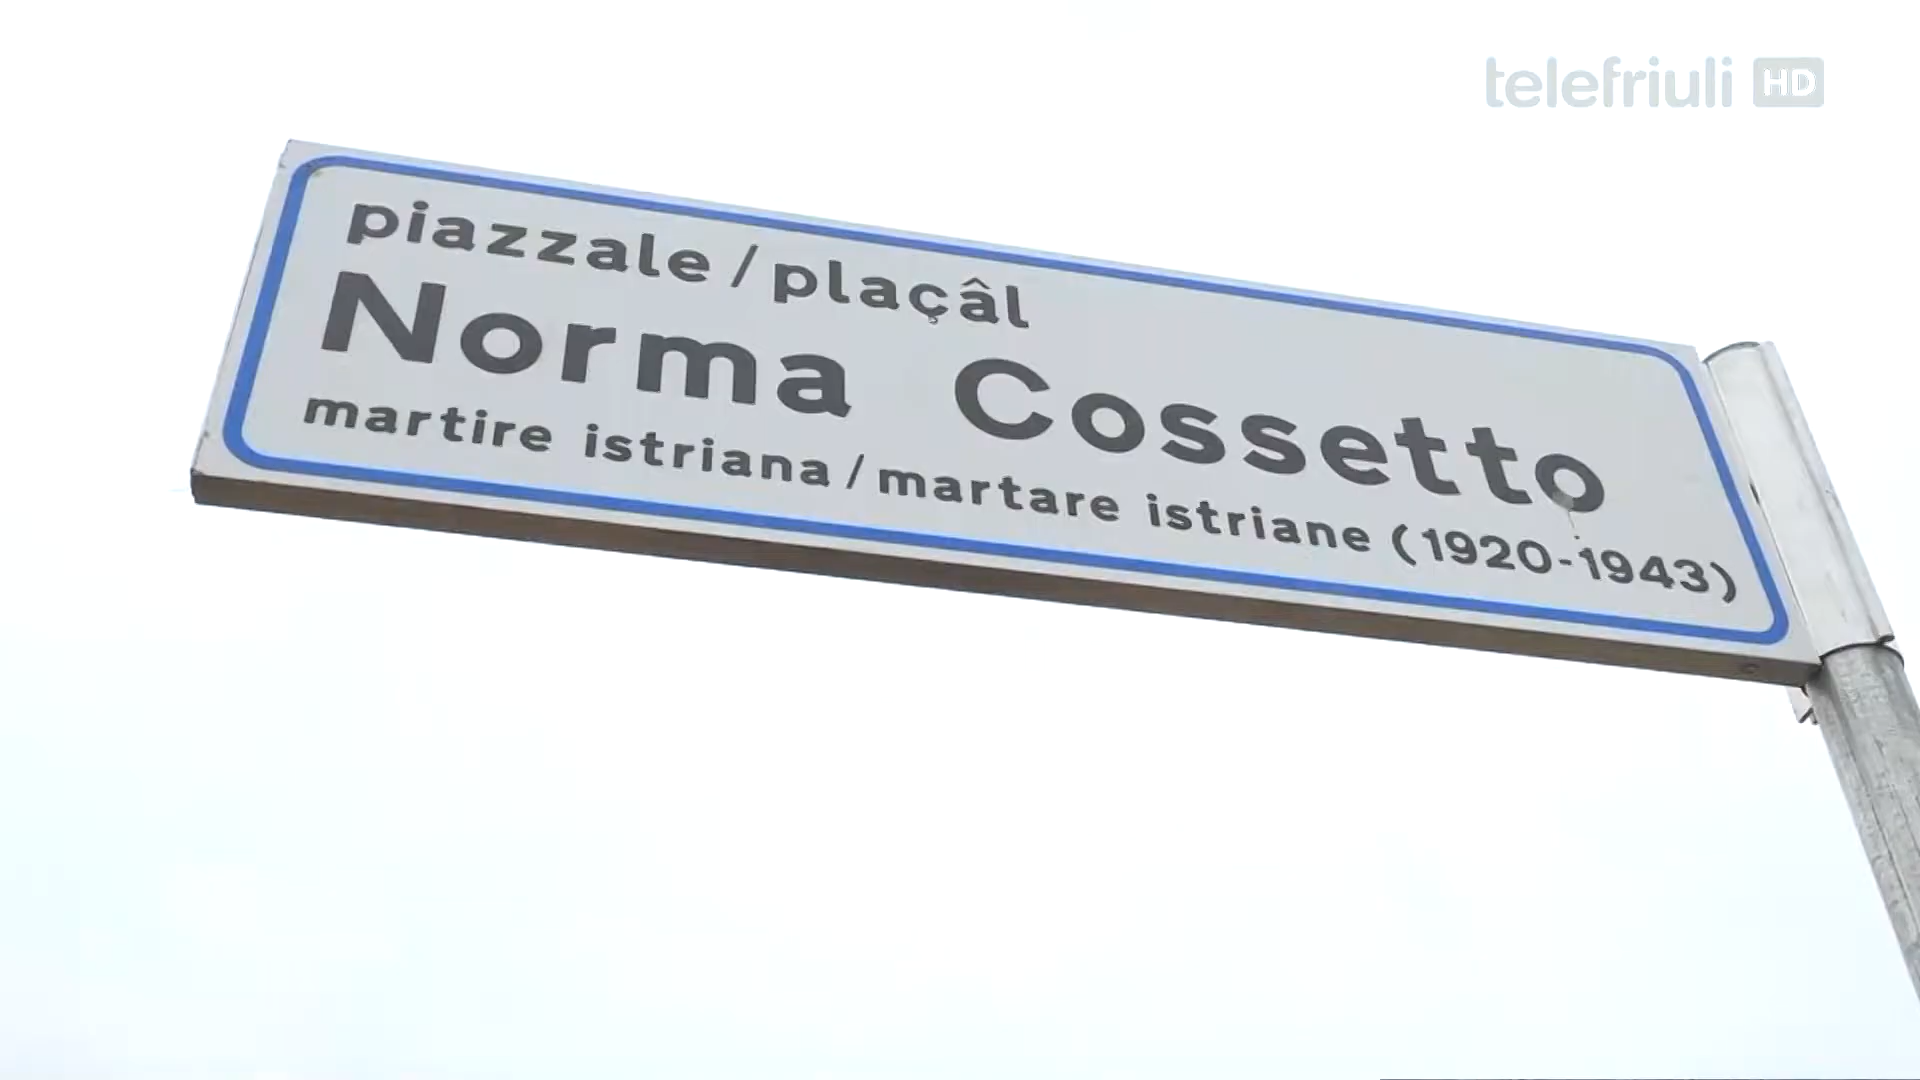 telefriuli HD
piazzale / plaçâl
Norma Cossetto
martire istriana / martare istriane (1920-1943)